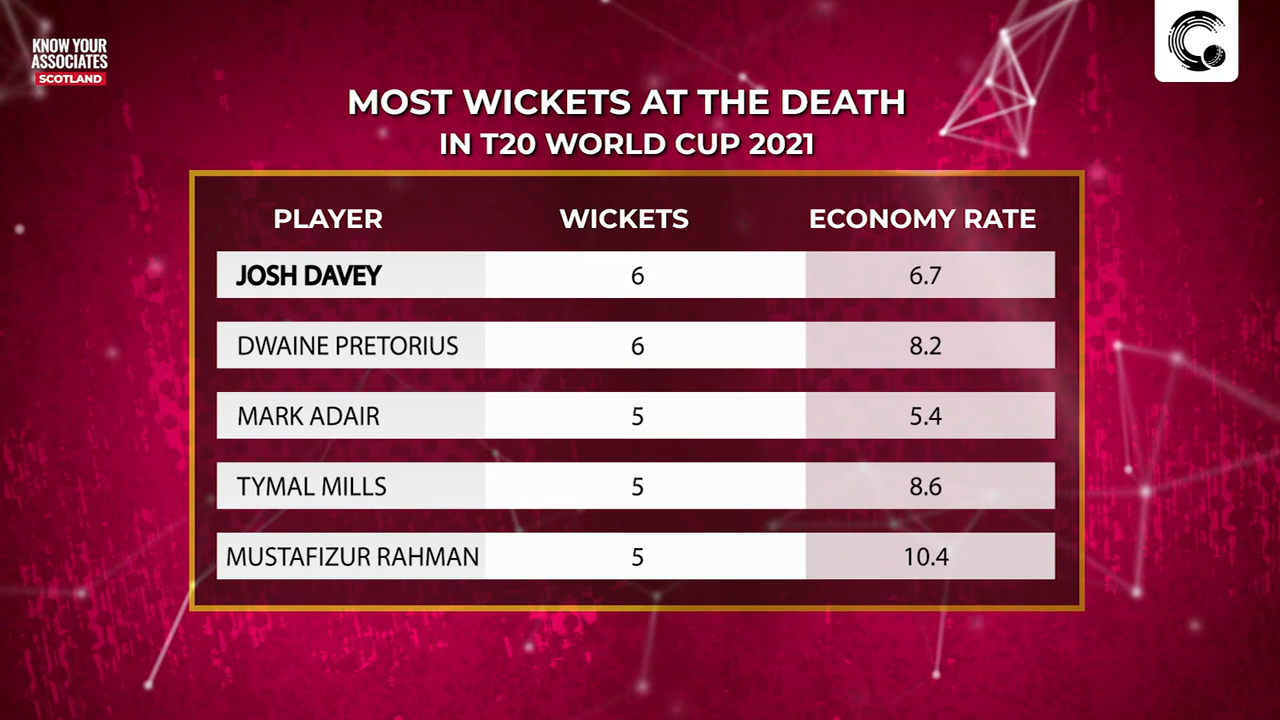 KNOW YOUR
ASSOCIATES
SCOTLAND
MOST WICKETS AT THE DEATH
IN T20 WORLD CUP 2021
PLAYER WICKETS ECONOMY RATE
JOSH DAVEY 6 6.7
DWAINE PRETORIUS 6 8.2
MARK ADAIR 5 5.4
TYMAL MILLS 5 8.6
MUSTAFIZUR RAHMAN 5 10.4